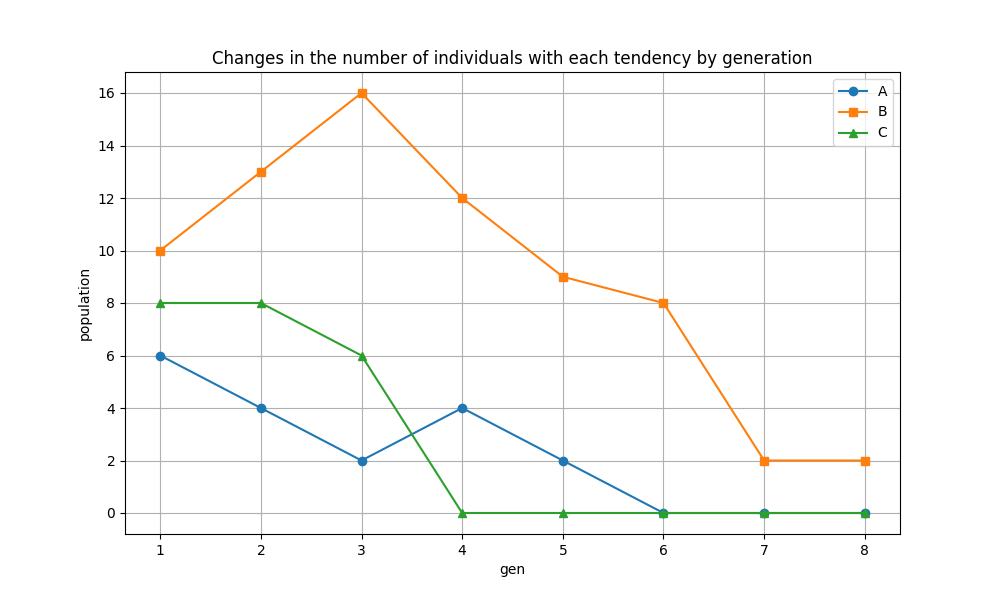 Changes in the number of individuals with each tendency by generation
A
B
C
population
16
14
12
10
8
6
4
2
0
1 2 3 4 5 6 7 8
gen